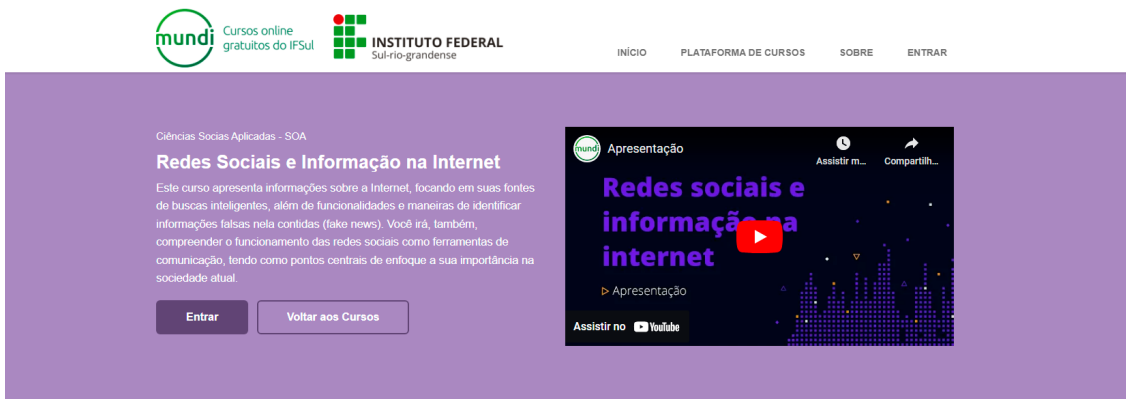 mundi
Cursos online
gratuitos do IFSul
INSTITUTO FEDERAL
Sul-rio-grandense
INÍCIO
PLATAFORMA DE CURSOS
SOBRE
ENTRAR
Ciências Socias Aplicadas - SOA
Redes Sociais e Informação na Internet
Este curso apresenta informações sobre a Internet, focando em suas fontes
de buscas inteligentes, além de funcionalidades e maneiras de identificar
informações falsas nela contidas (fake news). Você irá, também,
compreender o funcionamento das redes sociais como ferramentas de
comunicação, tendo como pontos centrais de enfoque a sua importância na
sociedade atual.
Entrar
Voltar aos Cursos
mundi
Apresentação
Assistir m...
Compartilh...
Redes sociais e
informação na
internet
Apresentação
Assistir no YouTube